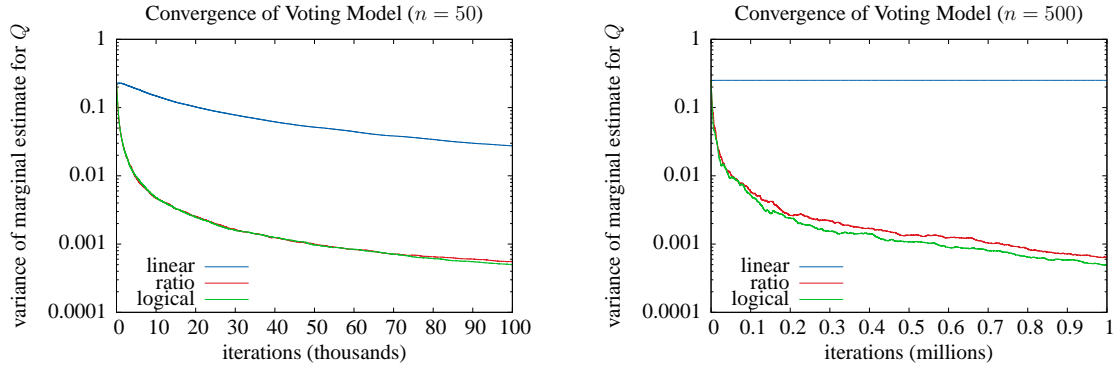 Convergence of Voting Model (n = 50)
variance of marginal estimate for Q
1
0.1
0.01
0.001
0.0001
linear
ratio
logical
0 10 20 30 40 50 60 70 80 90 100
iterations (thousands)
Convergence of Voting Model (n = 500)
variance of marginal estimate for Q
1
0.1
0.01
0.001
0.0001
linear
ratio
logical
0 0.1 0.2 0.3 0.4 0.5 0.6 0.7 0.8 0.9 1
iterations (millions)